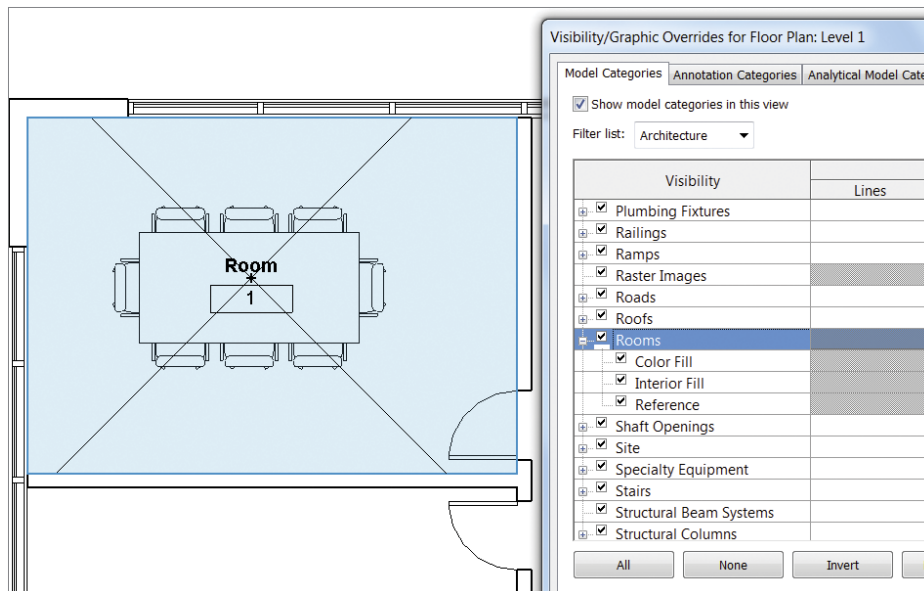 Visibility/Graphic Overrides for Floor Plan: Level 1
Model Categories Annotation Categories Analytical Model Cate
Show model categories in this view
Filter list: Architecture
Visibility
Lines
Plumbing Fixtures
Railings
Ramps
Raster Images
Roads
Roofs
Rooms
Color Fill
Interior Fill
Reference
Shaft Openings
Site
Specialty Equipment
Stairs
Structural Beam Systems
Structural Columns
All None Invert
Room
1